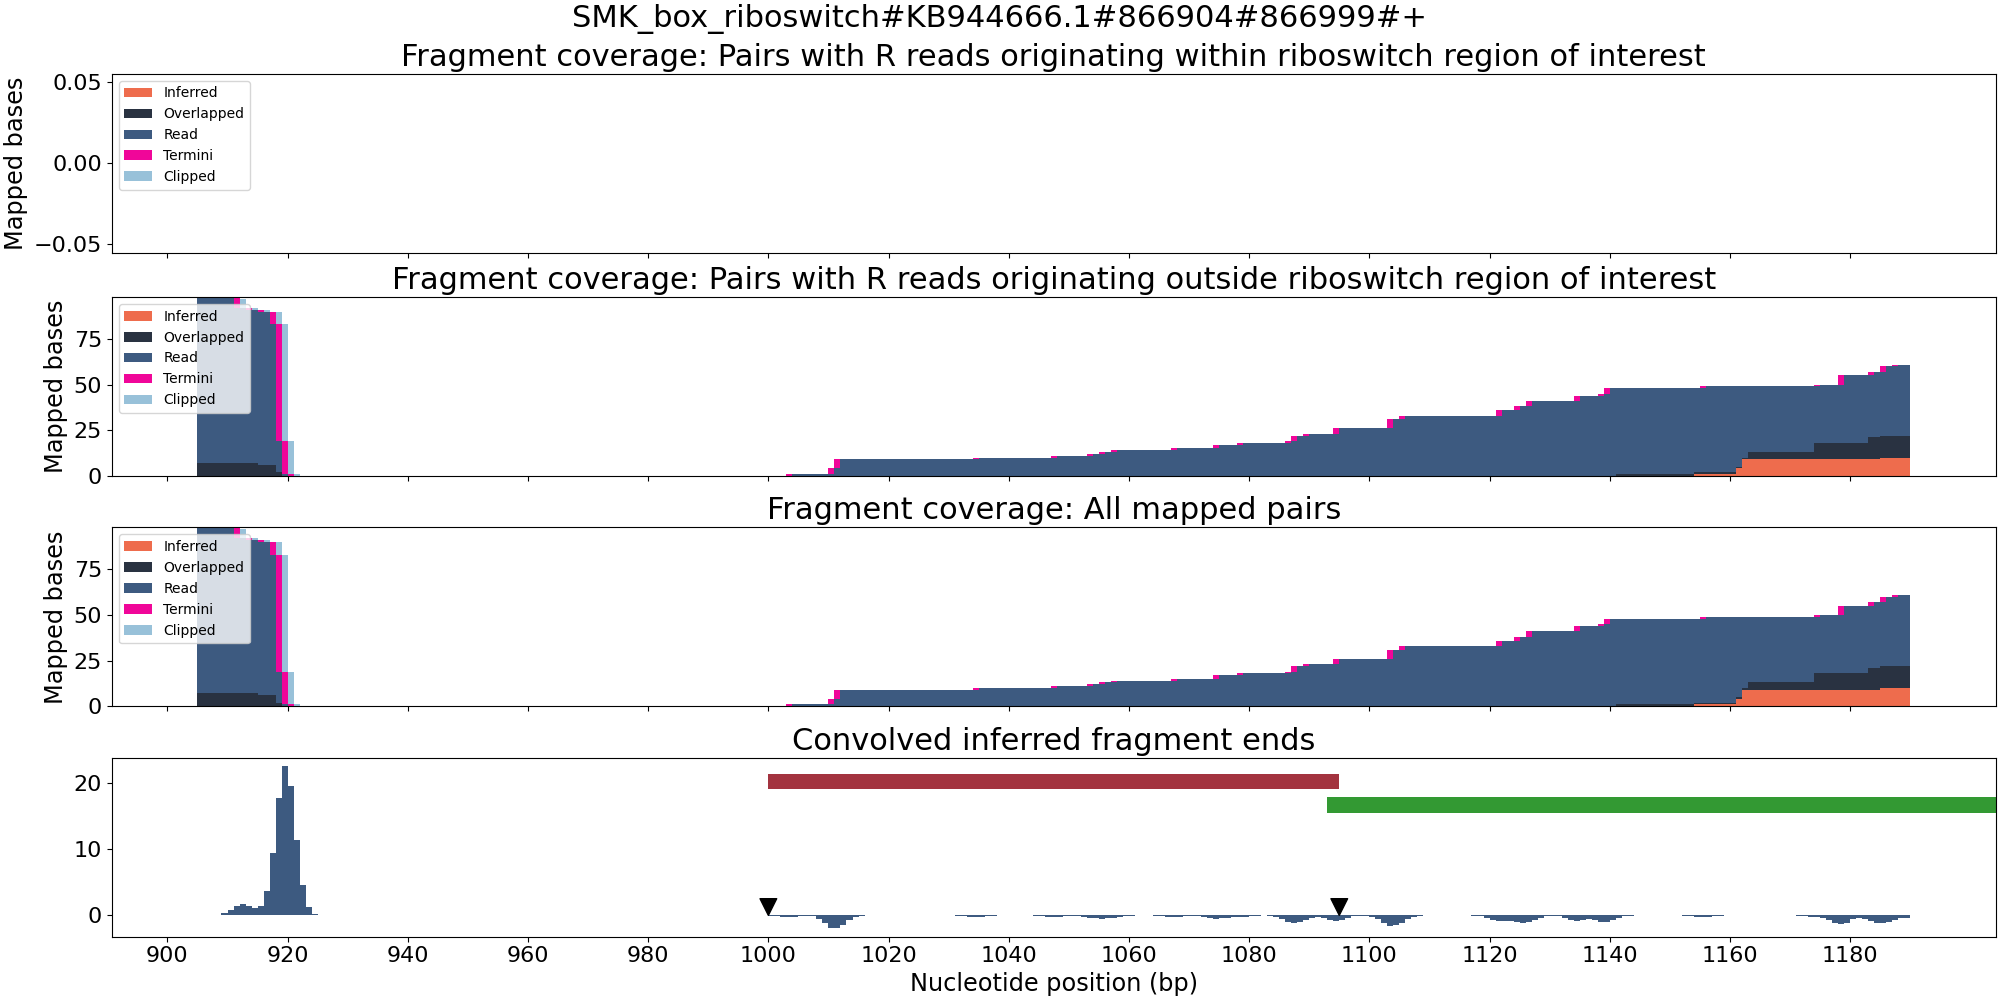 SMK_box_riboswitch#KB944666.1#866904#866999#+
Fragment coverage: Pairs with R reads originating within riboswitch region of interest
Mapped bases
0.05
0.00
−0.05
Inferred
Overlapped
Read
Termini
Clipped
Fragment coverage: Pairs with R reads originating outside riboswitch region of interest
Mapped bases
75
50
25
0
Inferred
Overlapped
Read
Termini
Clipped
Fragment coverage: All mapped pairs
Mapped bases
75
50
25
0
Inferred
Overlapped
Read
Termini
Clipped
Convolved inferred fragment ends
20
10
0
900 920 940 960 980 1000 1020 1040 1060 1080 1100 1120 1140 1160 1180
Nucleotide position (bp)